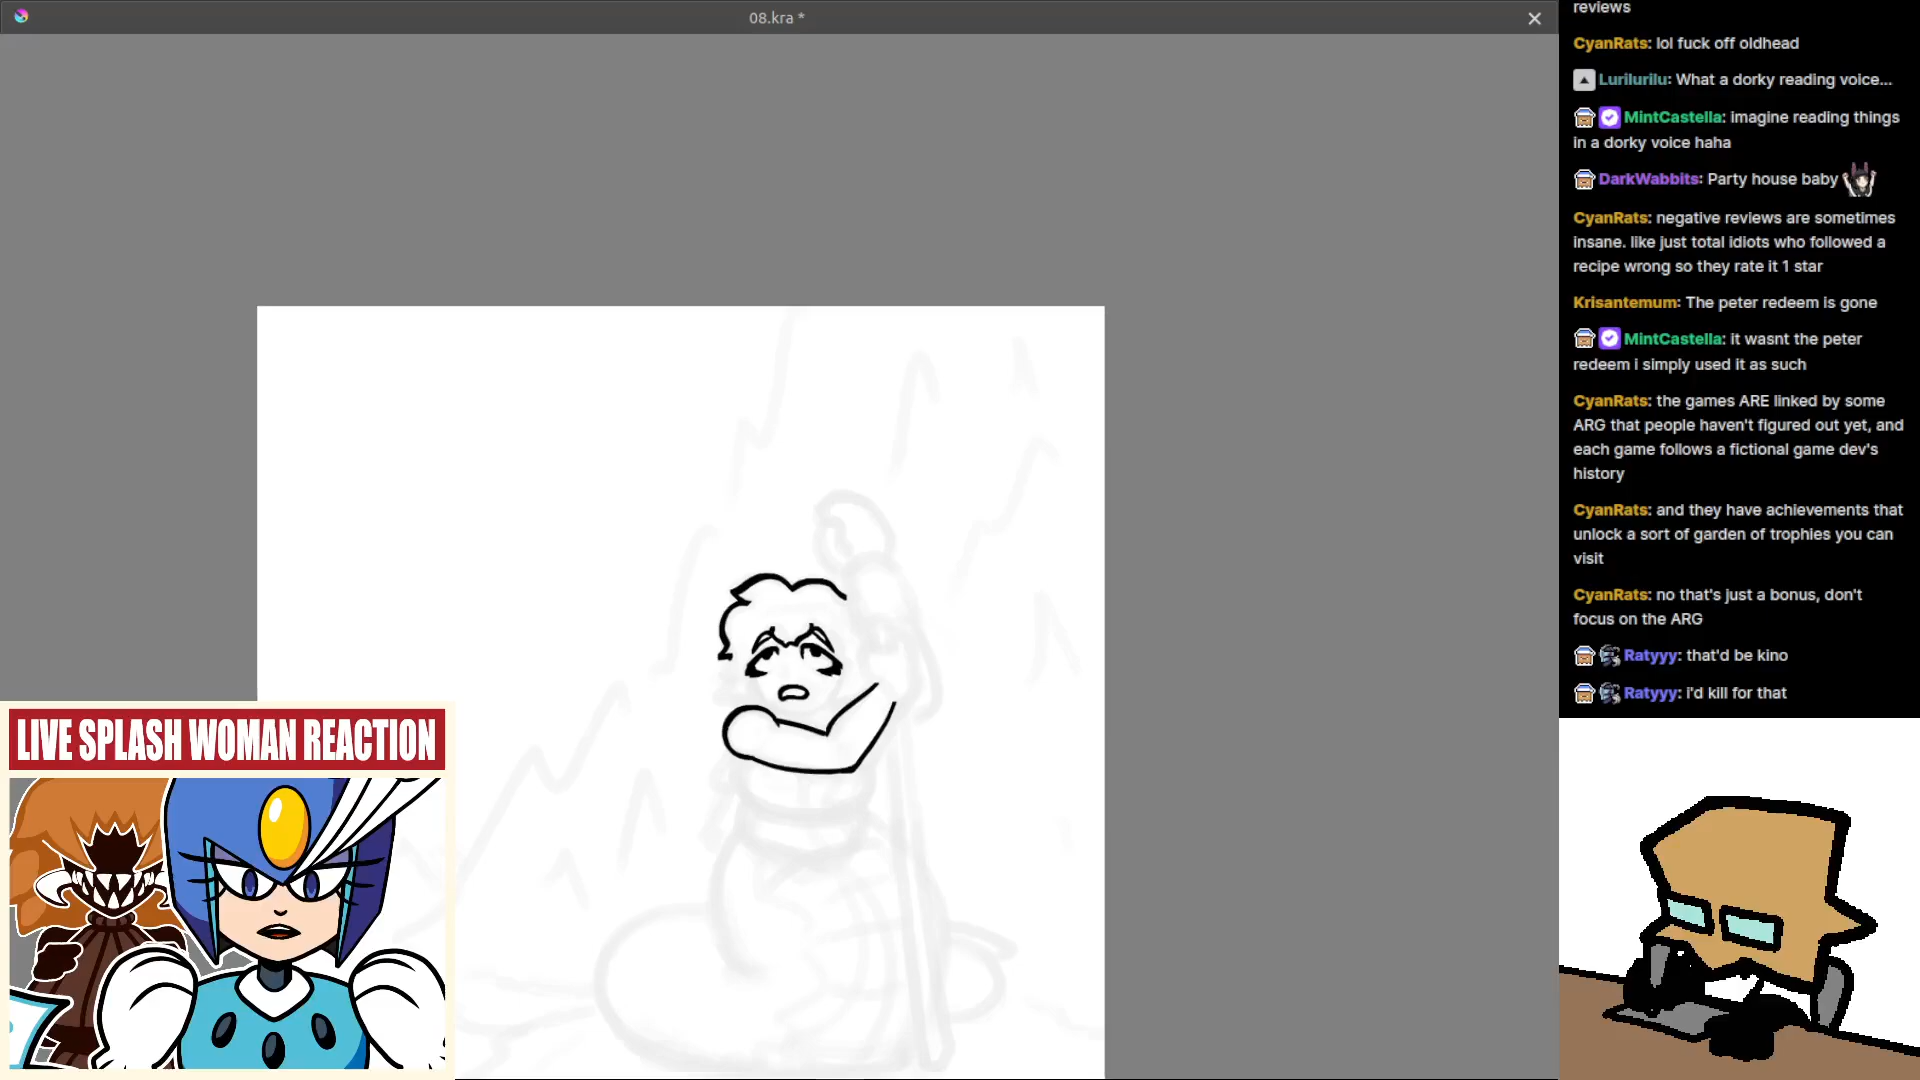 08.kra *
reviews
CyanRats: lol fuck off oldhead
Lurilurilu: What a dorky reading voice...
MintCastella: imagine reading things
in a dorky voice haha
DarkWabbits: Party house baby
CyanRats: negative reviews are sometimes
insane. like just total idiots who followed a
recipe wrong so they rate it 1 star
Krisantemum: The peter redeem is gone
MintCastella: it wasnt the peter
redeem i simply used it as such
CyanRats: the games ARE linked by some
ARG that people haven't figured out yet, and
each game follows a fictional game dev's
history
CyanRats: and they have achievements that
unlock a sort of garden of trophies you can
visit
CyanRats: no that's just a bonus, don't
focus on the ARG
Ratyyy: that'd be kino
Ratyyy: i'd kill for that
LIVE SPLASH WOMAN REACTION